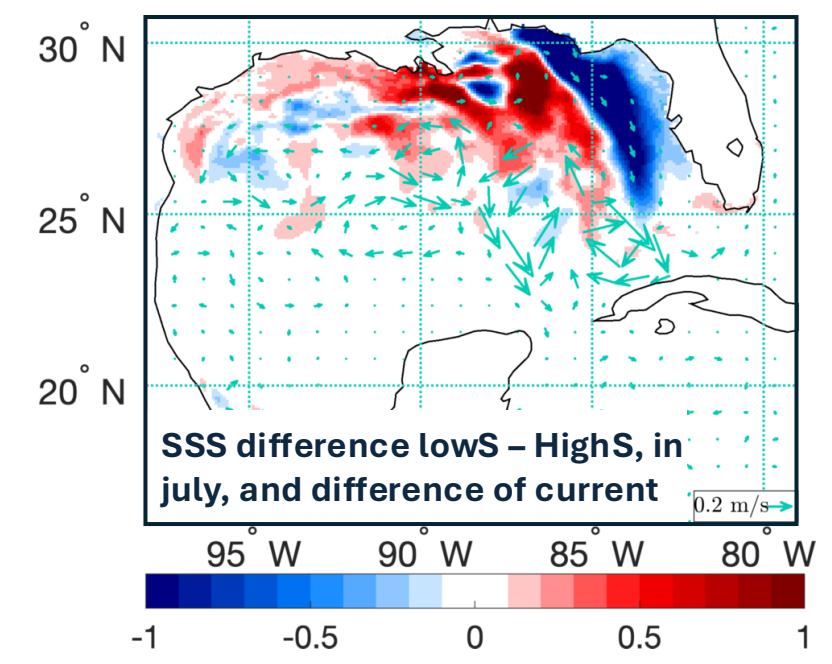 30° N
25° N
20° N
SSS difference lowS – HighS, in
july, and difference of current
0.2 m/s
95° W 90° W 85° W 80° W
-1 -0.5 0 0.5 1